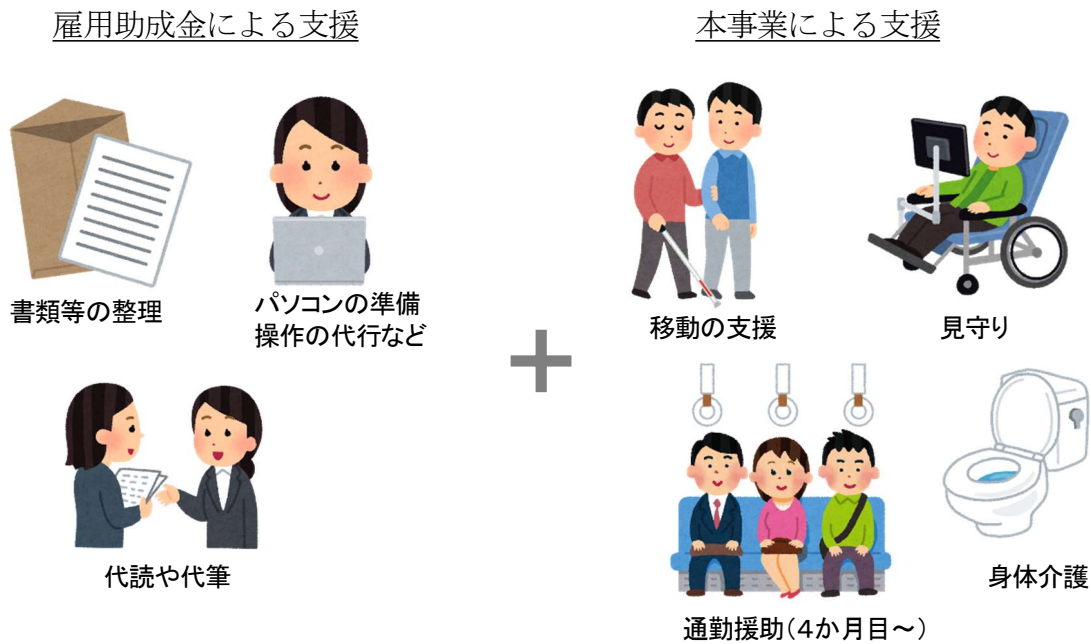 雇用助成金による支援
書類等の整理
パソコンの準備
操作の代行など
代読や代筆
+
本事業による支援
移動の支援
見守り
通勤援助(4か月目~)
身体介護